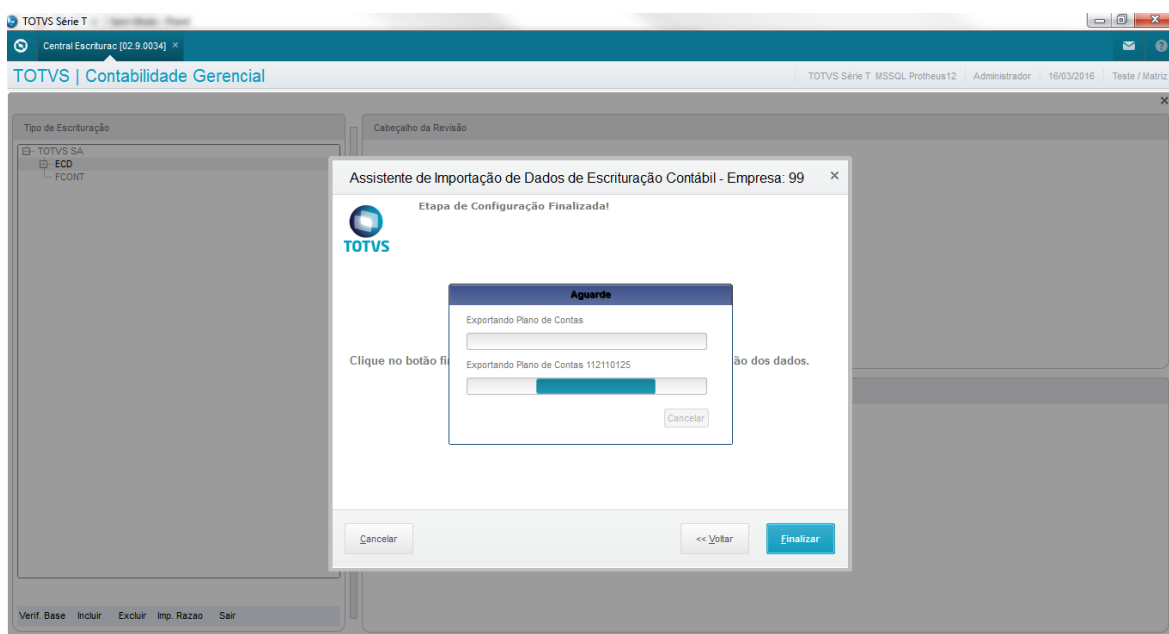 TOTVS Série T
Central Escriturac [02.9.0034] ×
TOTVS | Contabilidade Gerencial
TOTVS Série T MSSQL Protheus12 Administrador 16/03/2016 Teste / Matriz
Tipo de Escrituração
Cabeçalho da Revisão
TOTVS SA
ECD
FCONT
Assistente de Importação de Dados de Escrituração Contábil - Empresa: 99
Etapa de Configuração Finalizada!
TOTVS
Aguarde
Exportando Plano de Contas
Clique no botão
ão dos dados.
Exportando Plano de Contas 112110125
Cancelar
Cancelar
<< Voltar
Finalizar
Verif. Base Incluir Excluir Imp. Razao Sair